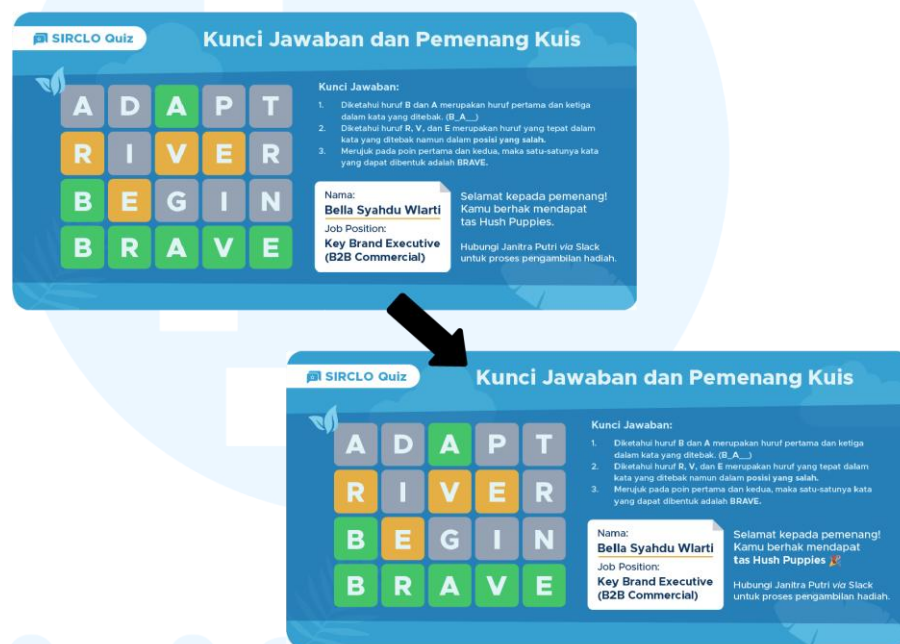 SIRCLO Quiz
Kunci Jawaban dan Pemenang Kuis
A D A P T
R I V E R
B E G I N
B R A V E
Kunci Jawaban:
1. Diketahui huruf B dan A merupakan huruf pertama dan ketiga
dalam kata yang ditebak. (B_A__)
2. Diketahui huruf R, V, dan E merupakan huruf yang tepat dalam
kata yang ditebak namun dalam posisi yang salah.
3. Merujuk pada poin pertama dan kedua, maka satu-satunya kata
yang dapat dibentuk adalah BRAVE.
Nama:
Bella Syahdu WIarti
Job Position:
Key Brand Executive
(B2B Commercial)
Selamat kepada pemenang!
Kamu berhak mendapat
tas Hush Puppies.
Hubungi Janitra Putri via Slack
untuk proses pengambilan hadiah.
SIRCLO Quiz
Kunci Jawaban dan Pemenang Kuis
A D A P T
R I V E R
B E G I N
B R A V E
Kunci Jawaban:
1. Diketahui huruf B dan A merupakan huruf pertama dan ketiga
dalam kata yang ditebak. (B_A__)
2. Diketahui huruf R, V, dan E merupakan huruf yang tepat dalam
kata yang ditebak namun dalam posisi yang salah.
3. Merujuk pada poin pertama dan kedua, maka satu-satunya kata
yang dapat dibentuk adalah BRAVE.
Nama:
Bella Syahdu WIarti
Job Position:
Key Brand Executive
(B2B Commercial)
Selamat kepada pemenang!
Kamu berhak mendapat
tas Hush Puppies 🎉
Hubungi Janitra Putri via Slack
untuk proses pengambilan hadiah.